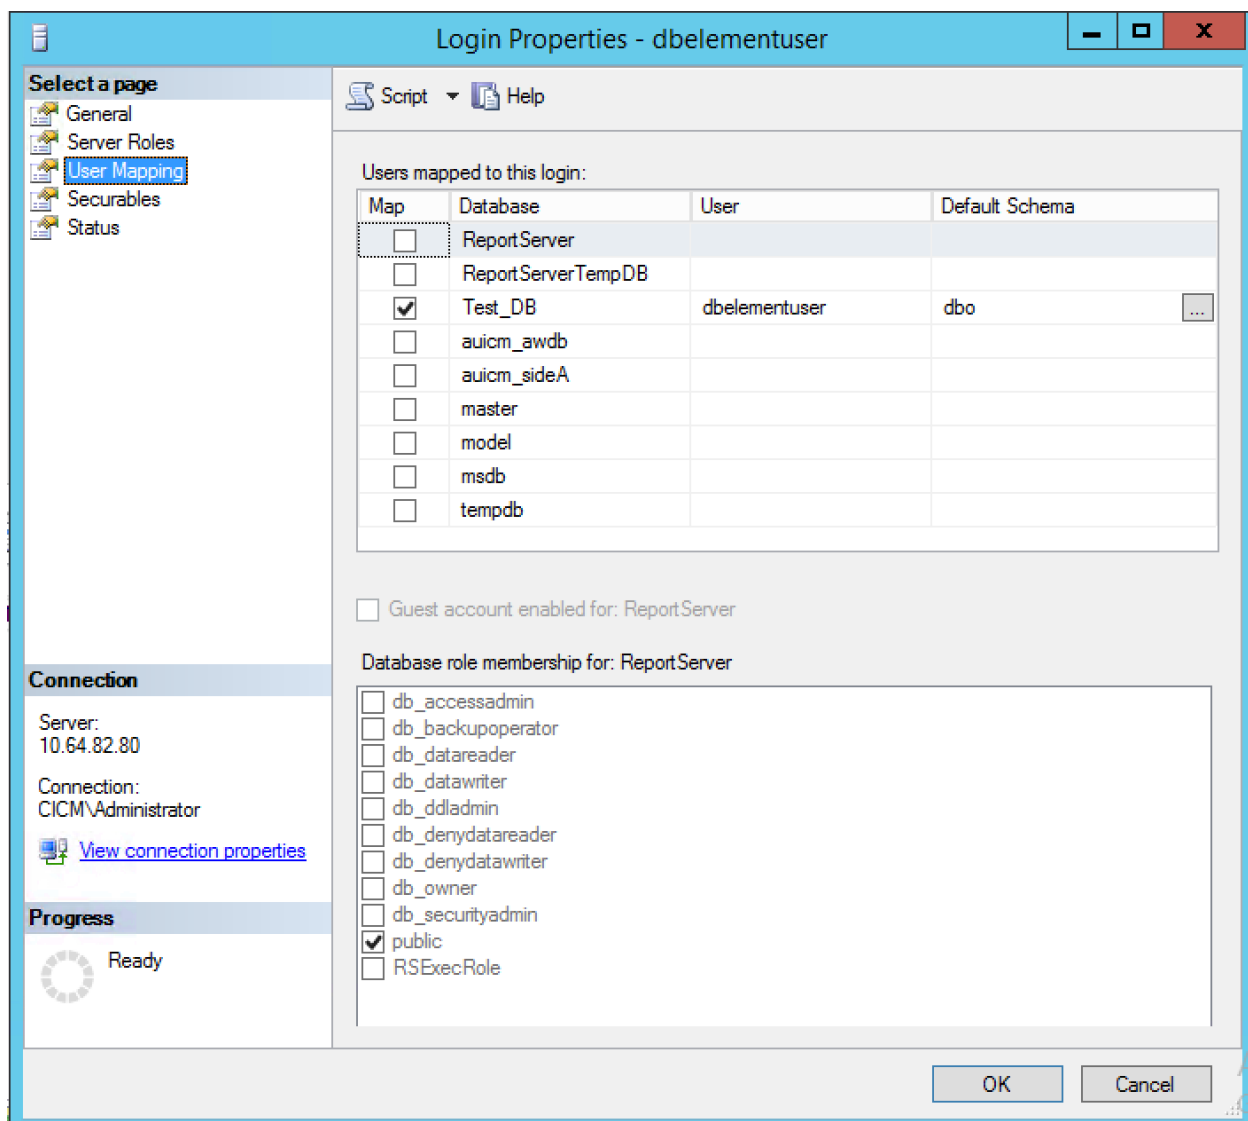 Login Properties - dbelementuser
Select a page
General
Server Roles
User Mapping
Securables
Status
Script
Help
Users mapped to this login:
Map Database User Default Schema
ReportServer
ReportServerTempDB
Test_DB dbelementuser dbo ...
auicm_awdb
auicm_sideA
master
model
msdb
tempdb
Guest account enabled for: ReportServer
Database role membership for: ReportServer
db_accessadmin
db_backupoperator
db_datareader
db_datawriter
db_ddladmin
db_denydatareader
db_denydatawriter
db_owner
db_securityadmin
public
RSExecRole
Connection
Server:
10.64.82.80
Connection:
CICM\Administrator
View connection properties
Progress
Ready
OK
Cancel